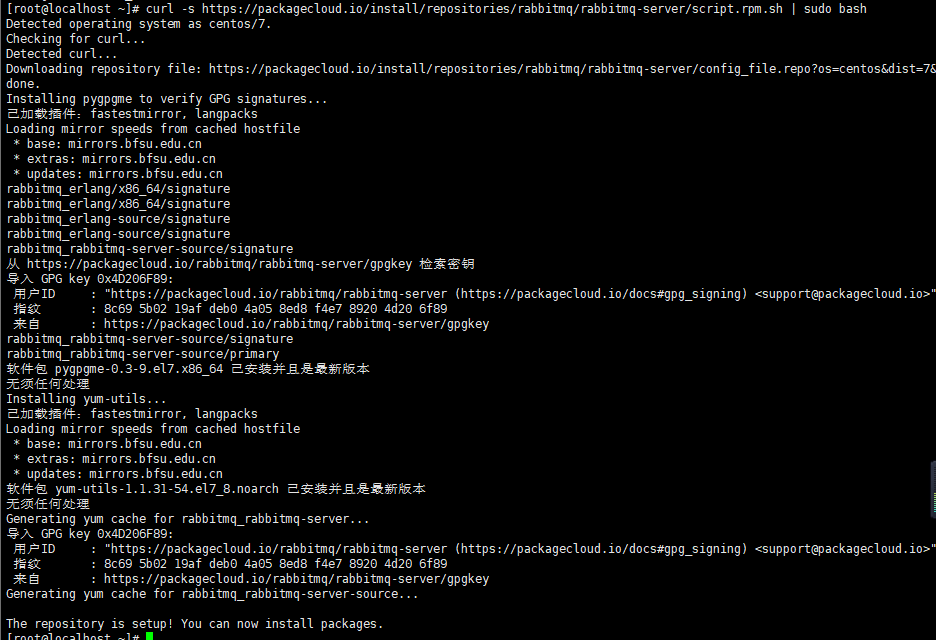 [root@localhost ~]# curl -s https://packagecloud.io/install/repositories/rabbitmq/rabbitmq-server/script.rpm.sh | sudo bash
Detected operating system as centos/7.
Checking for curl...
Detected curl...
Downloading repository file: https://packagecloud.io/install/repositories/rabbitmq/rabbitmq-server/config_file.repo?os=centos&dist=7&
done.
Installing pygpgme to verify GPG signatures...
已加载插件：fastestmirror, langpacks
Loading mirror speeds from cached hostfile
 * base: mirrors.bfsu.edu.cn
 * extras: mirrors.bfsu.edu.cn
 * updates: mirrors.bfsu.edu.cn
rabbitmq_erlang/x86_64/signature
rabbitmq_erlang/x86_64/signature
rabbitmq_erlang-source/signature
rabbitmq_erlang-source/signature
rabbitmq_rabbitmq-server-source/signature
从 https://packagecloud.io/rabbitmq/rabbitmq-server/gpgkey 检索密钥
导入 GPG key 0x4D206F89:
 用户ID     : "https://packagecloud.io/rabbitmq/rabbitmq-server (https://packagecloud.io/docs#gpg_signing) <support@packagecloud.io>"
 指纹       : 8c69 5b02 19af deb0 4a05 8ed8 f4e7 8920 4d20 6f89
 来自       : https://packagecloud.io/rabbitmq/rabbitmq-server/gpgkey
rabbitmq_rabbitmq-server-source/signature
rabbitmq_rabbitmq-server-source/primary
软件包 pygpgme-0.3-9.el7.x86_64 已安装并且是最新版本
无须任何处理
Installing yum-utils...
已加载插件：fastestmirror, langpacks
Loading mirror speeds from cached hostfile
 * base: mirrors.bfsu.edu.cn
 * extras: mirrors.bfsu.edu.cn
 * updates: mirrors.bfsu.edu.cn
软件包 yum-utils-1.1.31-54.el7_8.noarch 已安装并且是最新版本
无须任何处理
Generating yum cache for rabbitmq_rabbitmq-server...
导入 GPG key 0x4D206F89:
 用户ID     : "https://packagecloud.io/rabbitmq/rabbitmq-server (https://packagecloud.io/docs#gpg_signing) <support@packagecloud.io>"
 指纹       : 8c69 5b02 19af deb0 4a05 8ed8 f4e7 8920 4d20 6f89
 来自       : https://packagecloud.io/rabbitmq/rabbitmq-server/gpgkey
Generating yum cache for rabbitmq_rabbitmq-server-source...
The repository is setup! You can now install packages.
[root@localhost ~]#